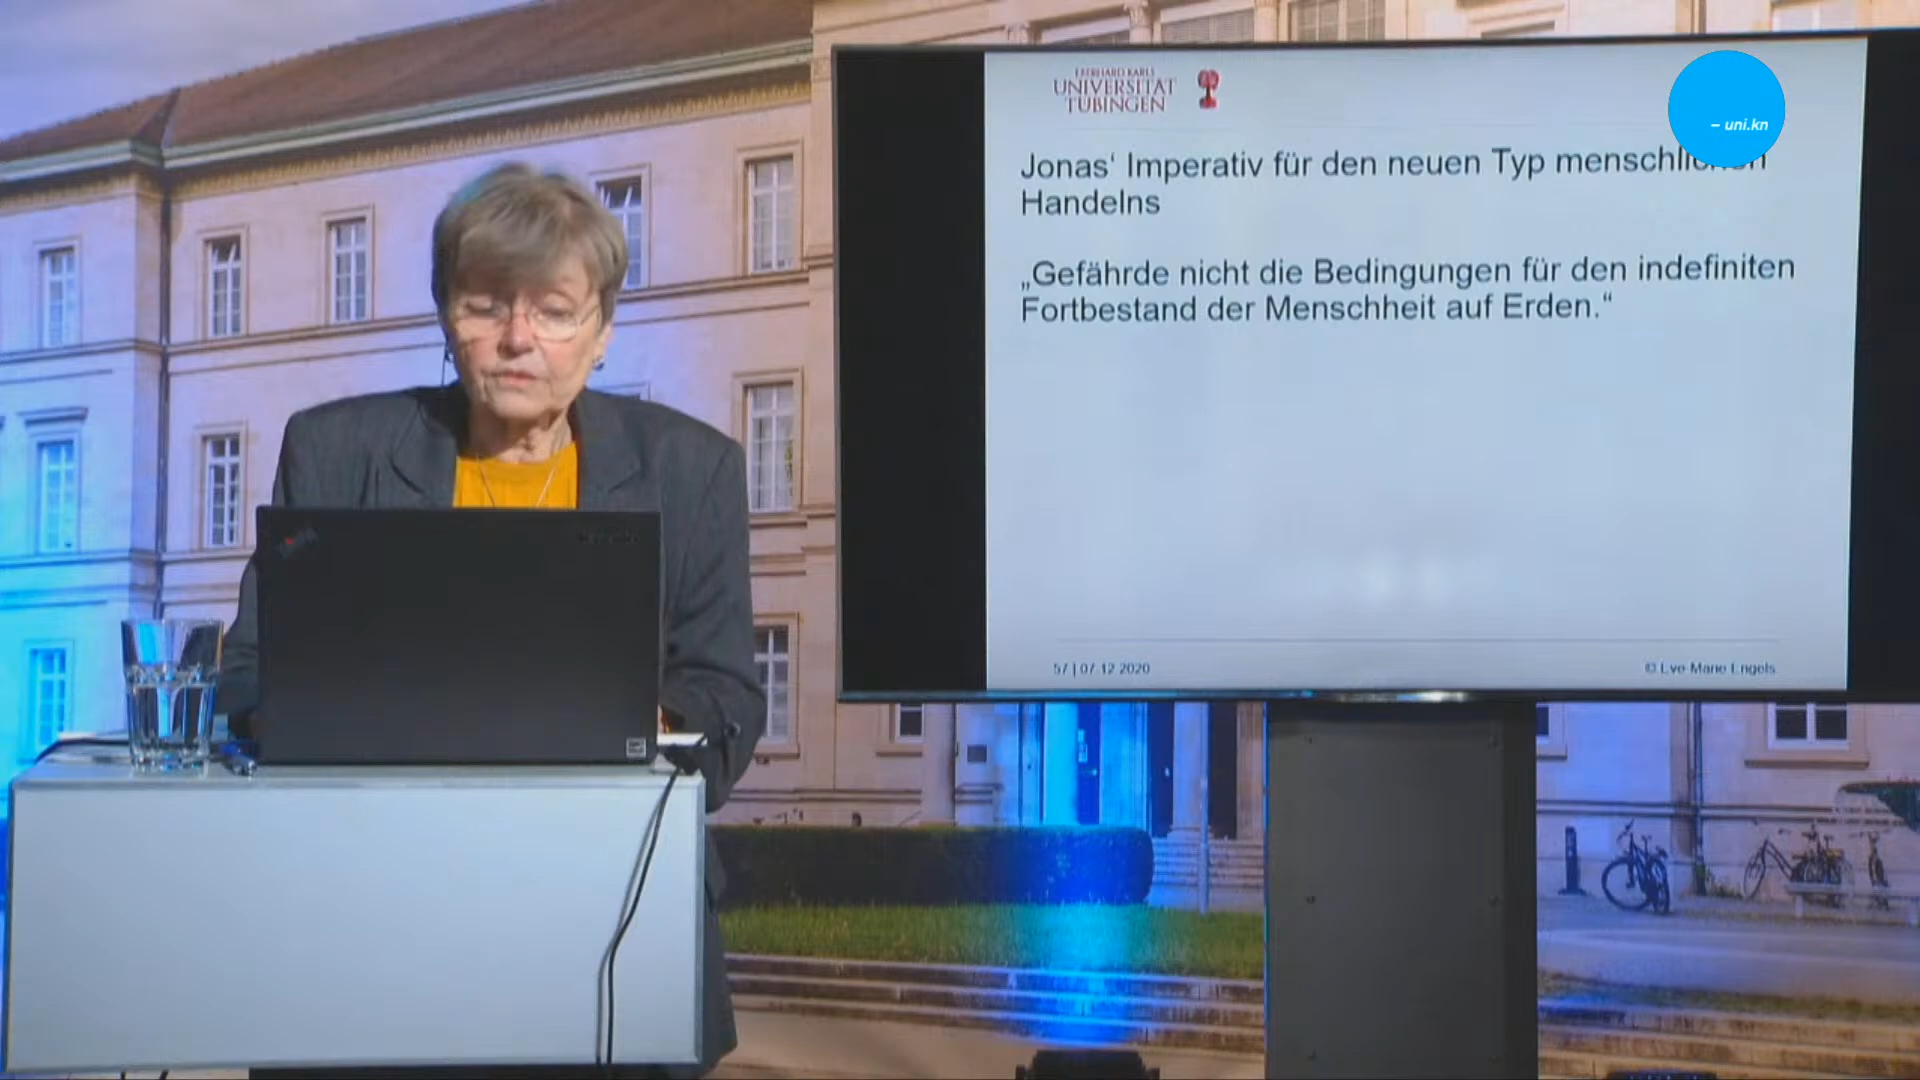 EBERHARD KARLS
UNIVERSITÄT
TÜBINGEN
– uni.kn
Jonas‘ Imperativ für den neuen Typ menschlichen
Handelns
„Gefährde nicht die Bedingungen für den indefiniten
Fortbestand der Menschheit auf Erden.“
57 | 07.12.2020
© Eve-Marie Engels